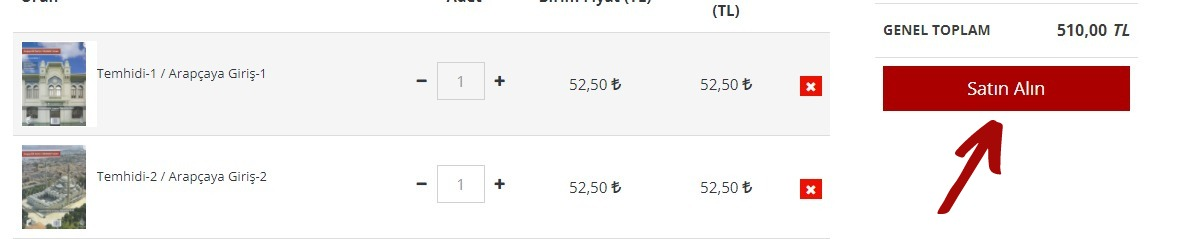 (TL)
GENEL TOPLAM 510,00 TL
Temhidi-1 / Arapçaya Giriş-1 − 1 + 52,50 ₺ 52,50 ₺
Satın Alın
Temhidi-2 / Arapçaya Giriş-2 − 1 + 52,50 ₺ 52,50 ₺